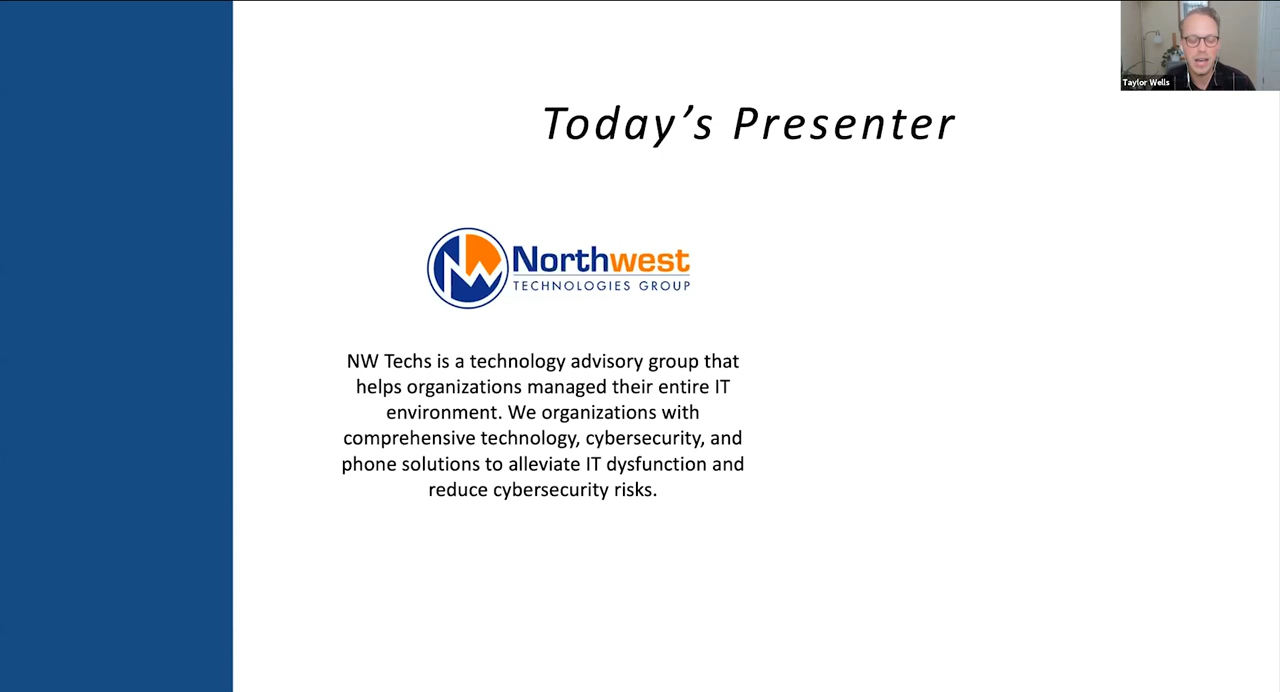 Taylor Wells
Today’s Presenter
NW
Northwest
TECHNOLOGIES GROUP
NW Techs is a technology advisory group that
helps organizations managed their entire IT
environment. We organizations with
comprehensive technology, cybersecurity, and
phone solutions to alleviate IT dysfunction and
reduce cybersecurity risks.